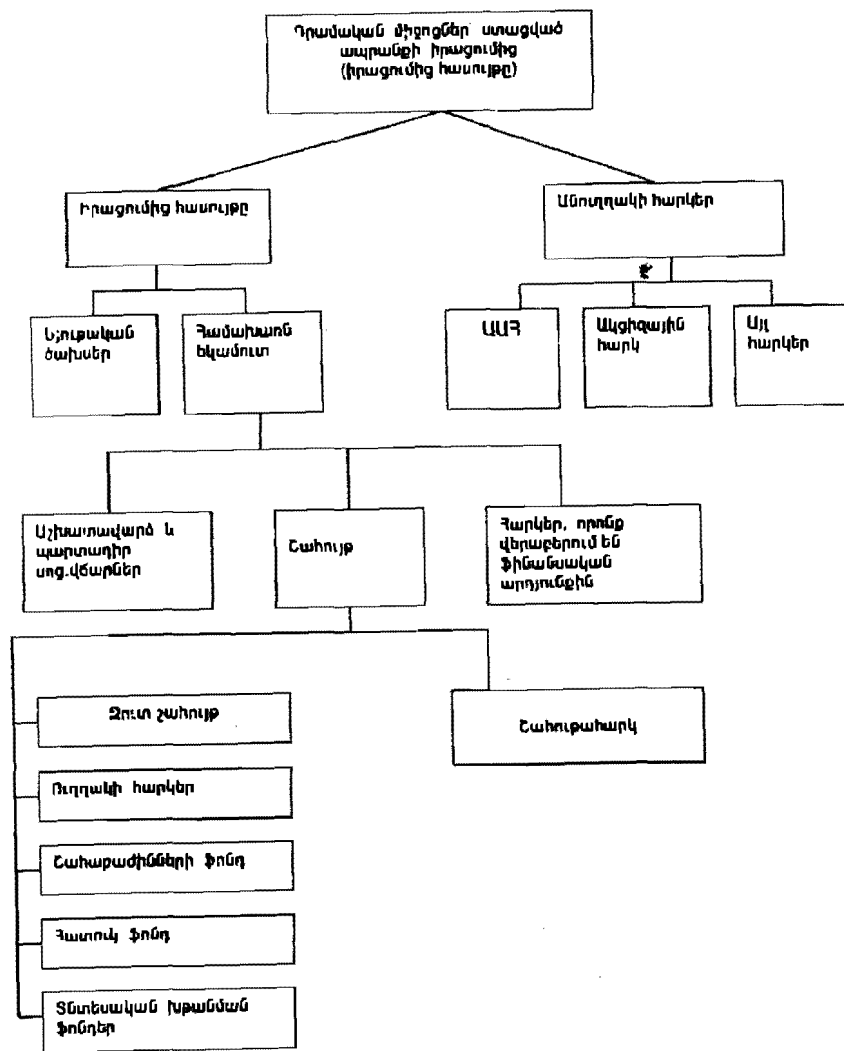 Դրամական միջոցներ ստացված
ապրանքի իրացումից
(իրացումից հասույթը)
Իրացումից հասույթը
Անուղղակի հարկեր
Նյութական
ծախսեր
Համախառն
եկամուտ
ԱԱՀ
Ակցիզային
հարկ
Այլ
հարկեր
Աշխատավարձ և
պարտադիր
սոց.վճարներ
Շահույթ
Հարկեր, որոնք
վերաբերում են
ֆինանսական
արդյունքին
Զուտ շահույթ
Շահութահարկ
Ուղղակի հարկեր
Շահաբաժինների ֆոնդ
Հատուկ ֆոնդ
Տնտեսական խթանման
ֆոնդեր